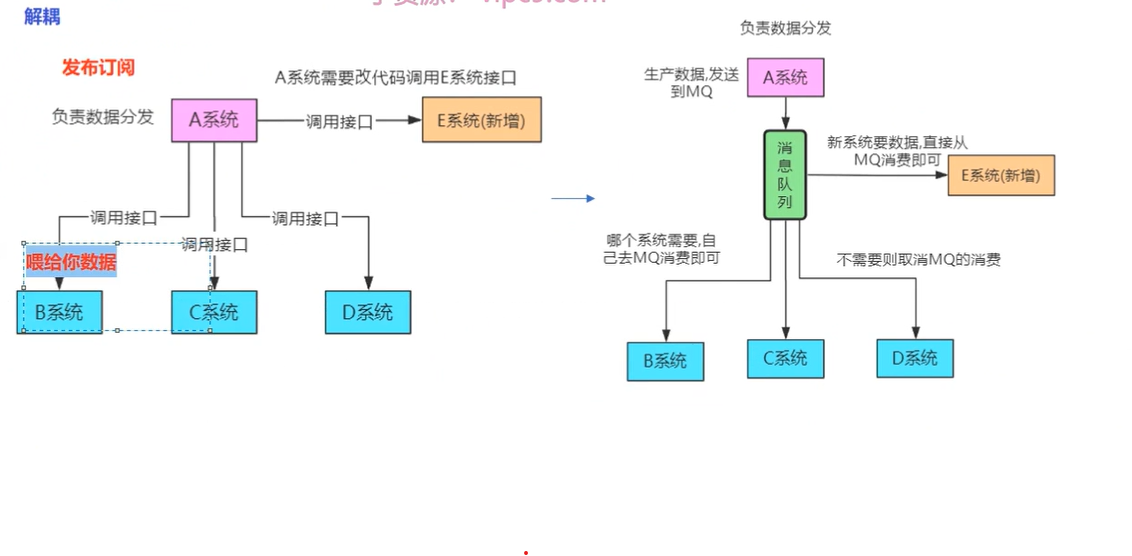 解耦
发布订阅
A系统需要改代码调用E系统接口
负责数据分发
A系统
调用接口
E系统(新增)
调用接口
调用接口
调用接口
喂给你数据
B系统
C系统
D系统
负责数据分发
生产数据,发送
到MQ
A系统
消
息
队
列
新系统要数据,直接从
MQ消费即可
E系统(新增)
哪个系统需要,自
己去MQ消费即可
不需要则取消MQ的消费
B系统
C系统
D系统